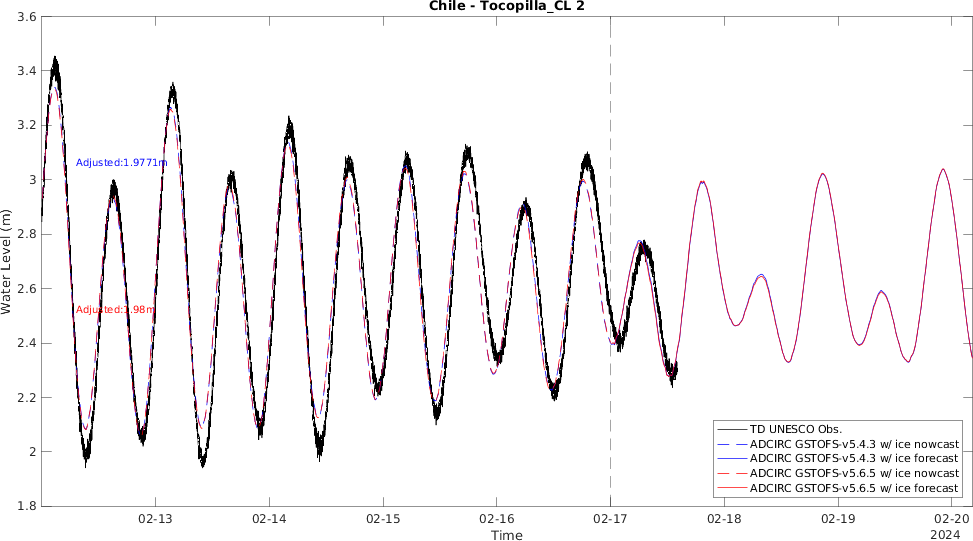 Chile - Tocopilla_CL 2
3.6
3.4
3.2
3
2.8
2.6
2.4
2.2
2
1.8
Water Level (m)
Adjusted:1.9771m
Adjusted:1.98m
TD UNESCO Obs.
ADCIRC GSTOFS-v5.4.3 w/ ice nowcast
ADCIRC GSTOFS-v5.4.3 w/ ice forecast
ADCIRC GSTOFS-v5.6.5 w/ ice nowcast
ADCIRC GSTOFS-v5.6.5 w/ ice forecast
02-13 02-14 02-15 02-16 02-17 02-18 02-19 02-20
Time 2024